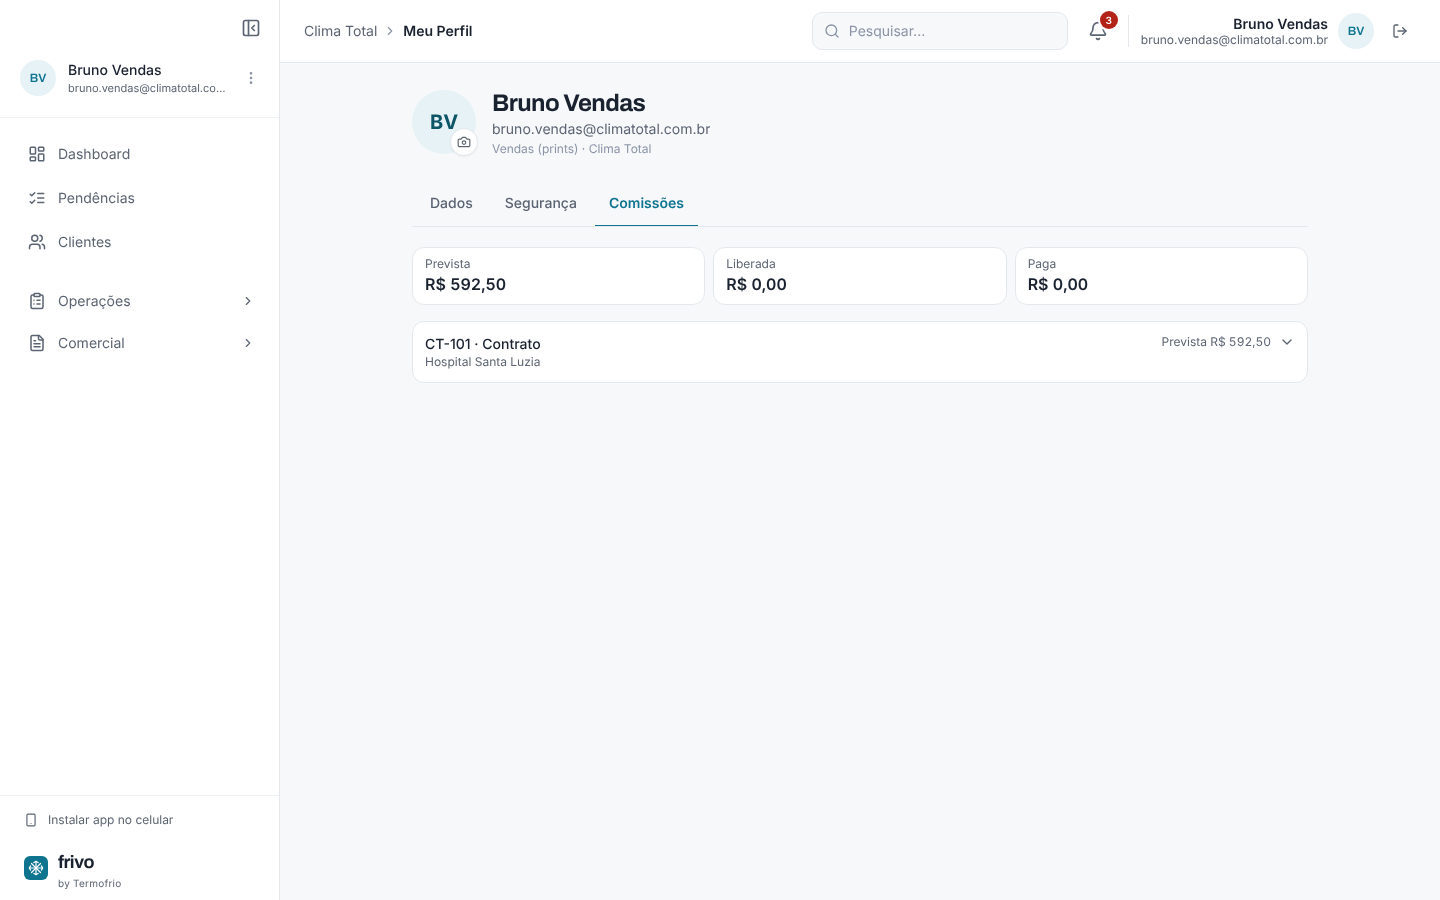 BV
Bruno Vendas
bruno.vendas@climatotal.co...
Dashboard
Pendências
Clientes
Operações
Comercial
Instalar app no celular
frivo
by Termofrio
Clima Total > Meu Perfil
Pesquisar...
3
Bruno Vendas
bruno.vendas@climatotal.com.br
BV
BV
Bruno Vendas
bruno.vendas@climatotal.com.br
Vendas (prints) · Clima Total
Dados Segurança Comissões
Prevista
R$ 592,50
Liberada
R$ 0,00
Paga
R$ 0,00
CT-101 · Contrato
Hospital Santa Luzia
Prevista R$ 592,50